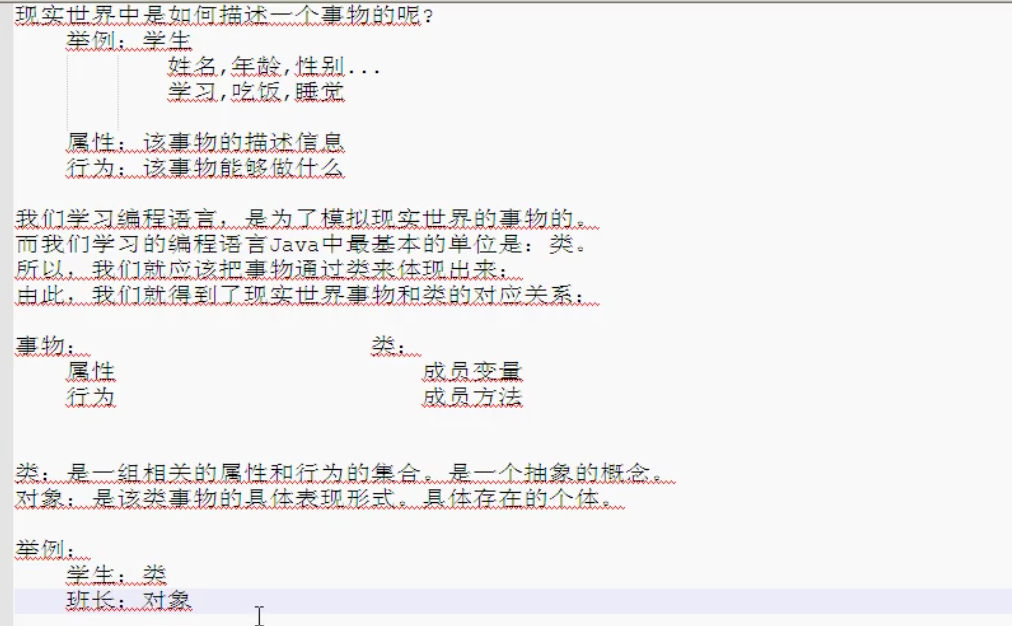 现实世界中是如何描述一个事物的呢?
举例: 学生
姓名,年龄,性别...
学习,吃饭,睡觉
属性: 该事物的描述信息
行为: 该事物能够做什么
我们学习编程语言，是为了模拟现实世界的事物的。
而我们学习的编程语言Java中最基本的单位是: 类。
所以，我们就应该把事物通过类来体现出来:
由此，我们就得到了现实世界事物和类的对应关系:
事物: 类:
属性 成员变量
行为 成员方法
类: 是一组相关的属性和行为的集合。是一个抽象的概念。
对象: 是该类事物的具体表现形式。具体存在的个体。
举例:
学生: 类
班长: 对象